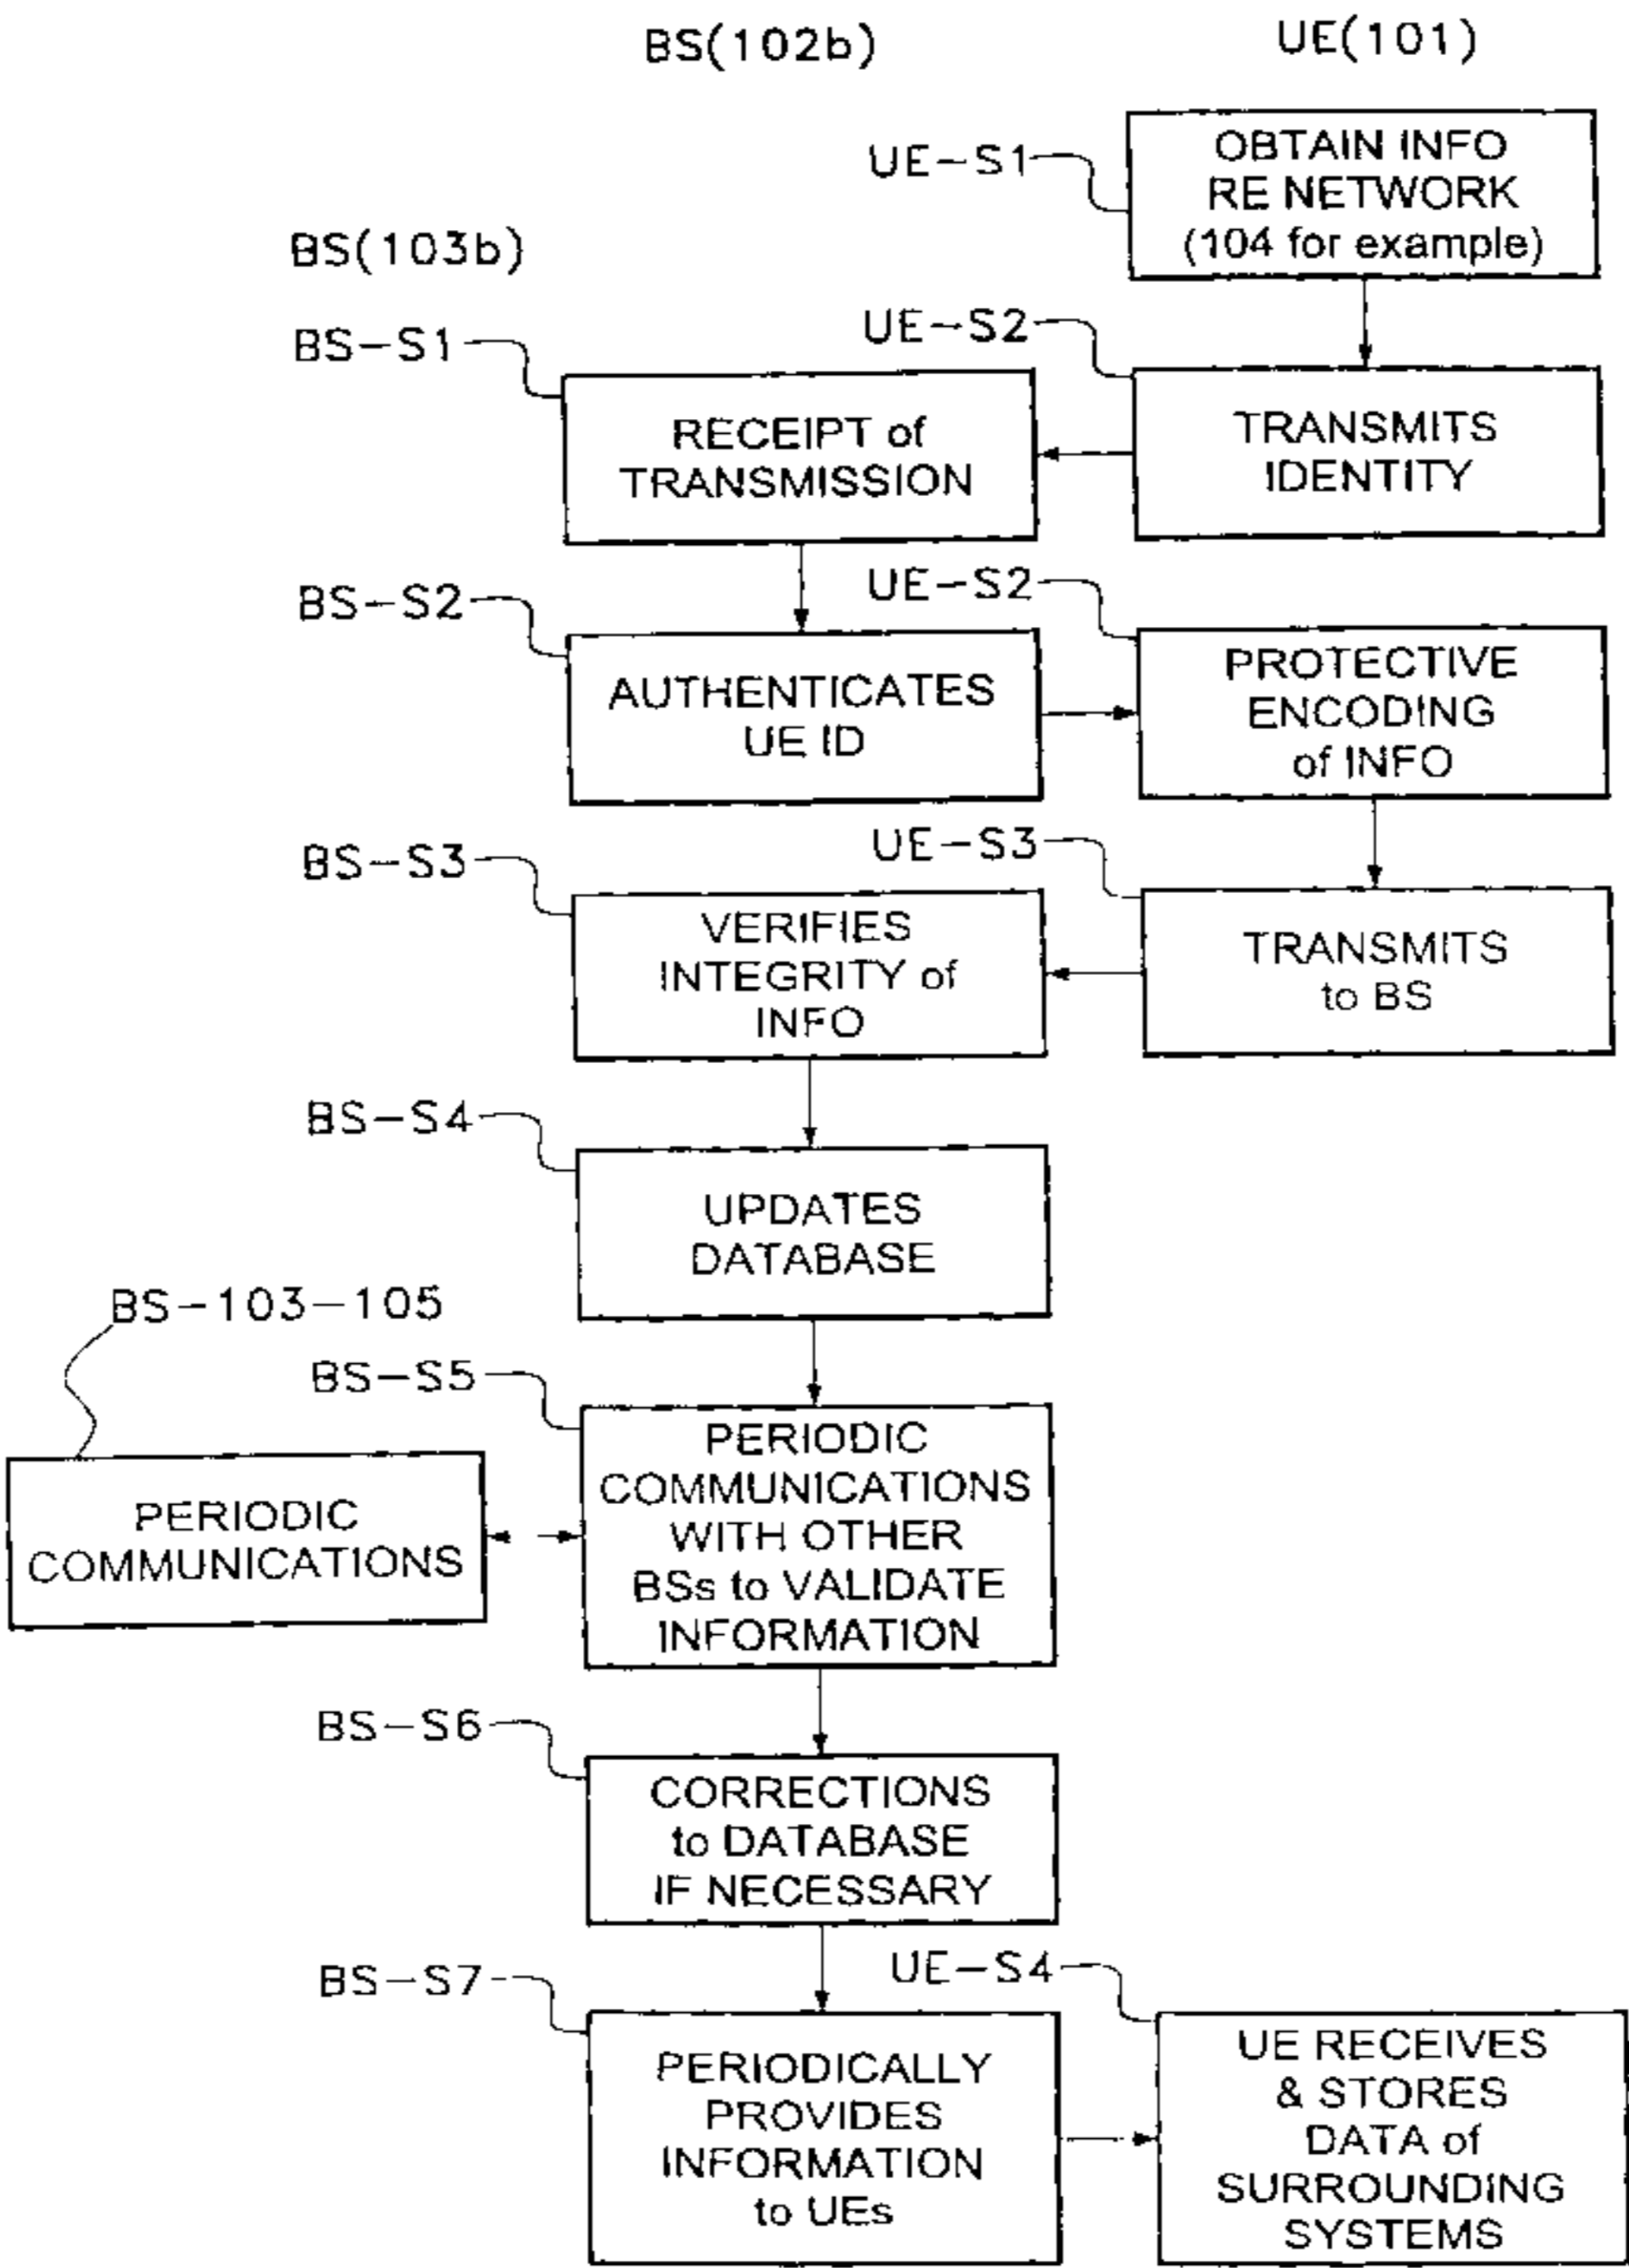 BS(102b)
UE(101)
UE-S1
OBTAIN INFO
RE NETWORK
(104 for example)
BS(103b)
BS-S1
UE-S2
RECEIPT of
TRANSMISSION
TRANSMITS
IDENTITY
BS-S2
UE-S2
AUTHENTICATES
UE ID
PROTECTIVE
ENCODING
of INFO
BS-S3
UE-S3
VERIFIES
INTEGRITY of
INFO
TRANSMITS
to BS
BS-S4
UPDATES
DATABASE
BS-103-105
BS-S5
PERIODIC
COMMUNICATIONS
PERIODIC
COMMUNICATIONS
WITH OTHER
BSs to VALIDATE
INFORMATION
BS-S6
CORRECTIONS
to DATABASE
IF NECESSARY
BS-S7
UE-S4
PERIODICALLY
PROVIDES
INFORMATION
to UEs
UE RECEIVES
& STORES
DATA of
SURROUNDING
SYSTEMS